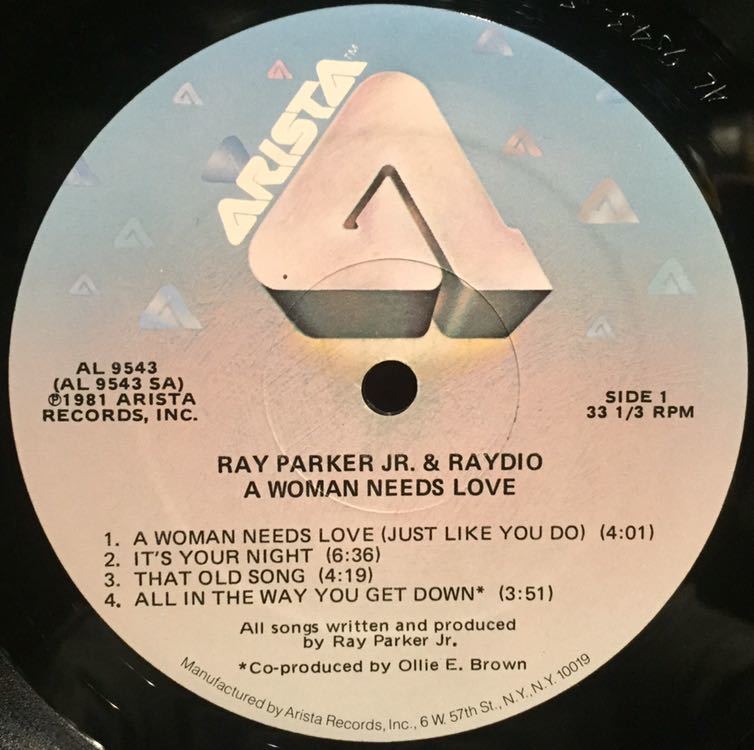 AL 9543
ARISTA™
AL 9543
(AL 9543 SA)
℗1981 ARISTA
RECORDS, INC.
SIDE 1
33 1/3 RPM
RAY PARKER JR. & RAYDIO
A WOMAN NEEDS LOVE
1. A WOMAN NEEDS LOVE (JUST LIKE YOU DO) (4:01)
2. IT'S YOUR NIGHT (6:36)
3. THAT OLD SONG (4:19)
4. ALL IN THE WAY YOU GET DOWN* (3:51)
All songs written and produced
by Ray Parker Jr.
*Co-produced by Ollie E. Brown
Manufactured by Arista Records, Inc., 6 W. 57th St., N.Y., N.Y. 10019